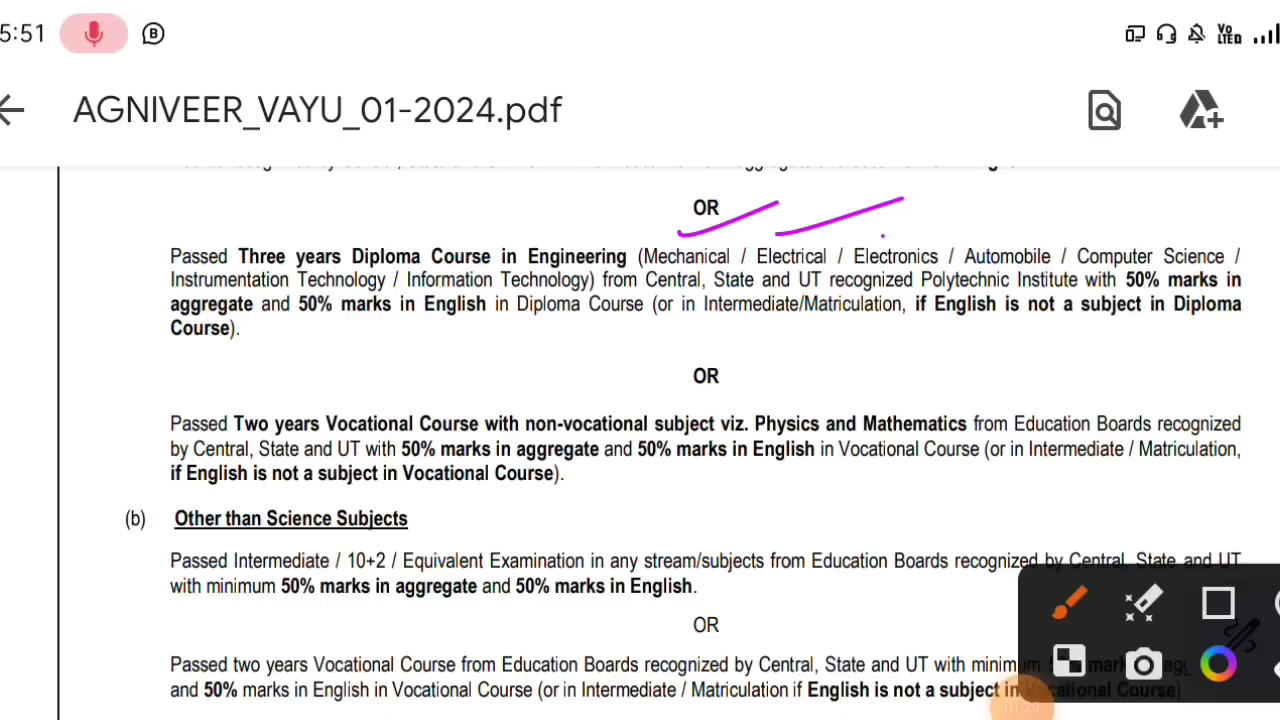 5:51
AGNIVEER_VAYU_01-2024.pdf
OR
Passed Three years Diploma Course in Engineering (Mechanical / Electrical / Electronics / Automobile / Computer Science /
Instrumentation Technology / Information Technology) from Central, State and UT recognized Polytechnic Institute with 50% marks in
aggregate and 50% marks in English in Diploma Course (or in Intermediate/Matriculation, if English is not a subject in Diploma
Course).
OR
Passed Two years Vocational Course with non-vocational subject viz. Physics and Mathematics from Education Boards recognized
by Central, State and UT with 50% marks in aggregate and 50% marks in English in Vocational Course (or in Intermediate / Matriculation,
if English is not a subject in Vocational Course).
(b) Other than Science Subjects
Passed Intermediate / 10+2 / Equivalent Examination in any stream/subjects from Education Boards recognized by Central, State and UT
with minimum 50% marks in aggregate and 50% marks in English.
OR
Passed two years Vocational Course from Education Boards recognized by Central, State and UT with minimum
and 50% marks in English in Vocational Course (or in Intermediate / Matriculation if English is not a subject in Vocational Course)
01:20